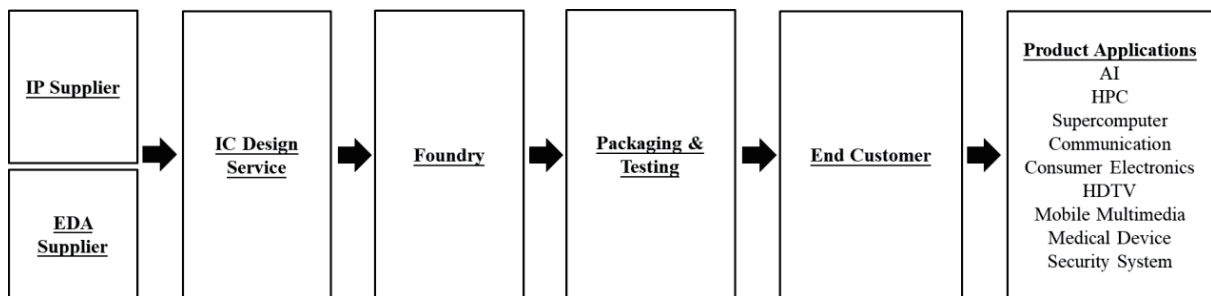 IP Supplier
EDA
Supplier
IC Design
Service
Foundry
Packaging &
Testing
End Customer
Product Applications
AI
HPC
Supercomputer
Communication
Consumer Electronics
HDTV
Mobile Multimedia
Medical Device
Security System